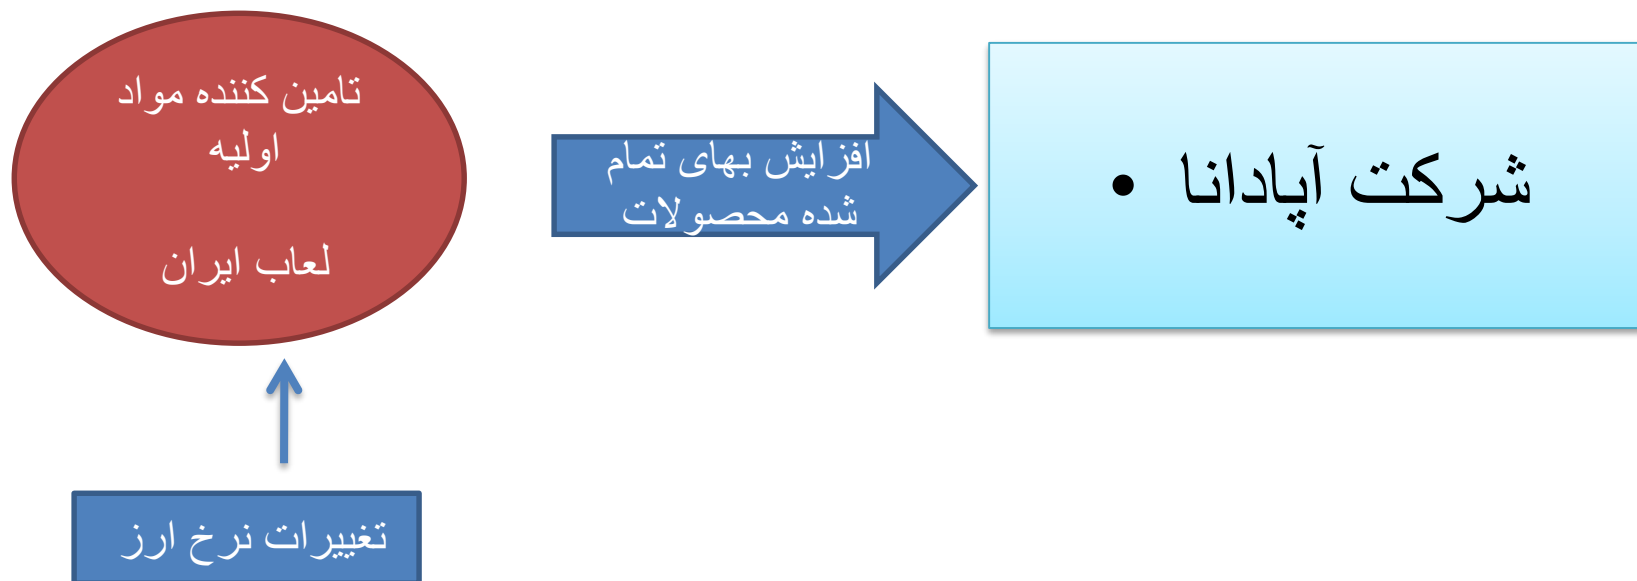 تامین کننده مواد
اولیه
لعاب ایران
افزایش بهای تمام
شده محصولات
• شرکت آپادانا
تغییرات نرخ ارز